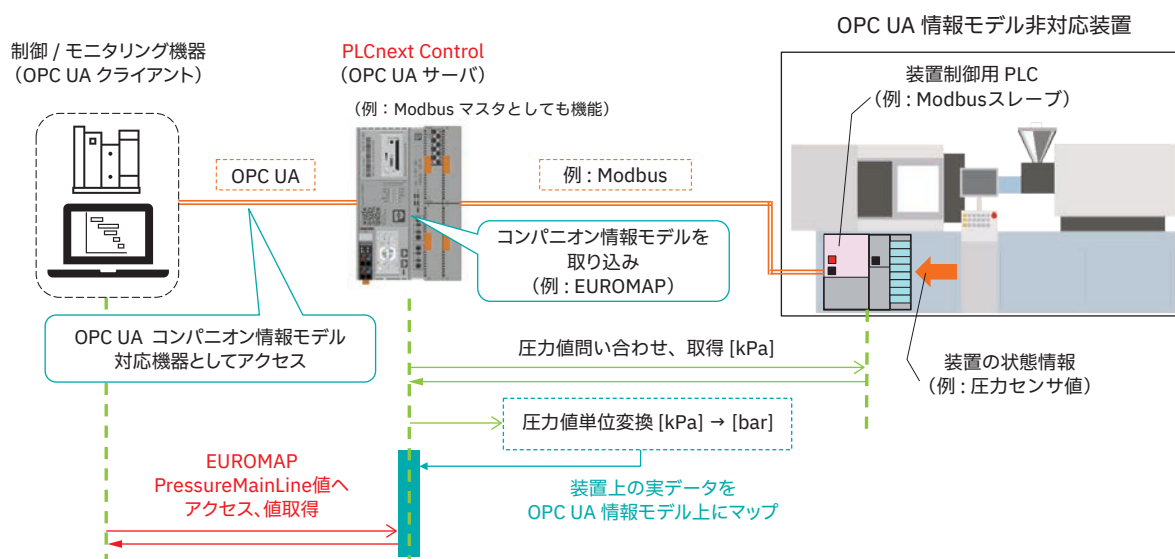 OPC UA 情報モデル非対応装置
制御 / モニタリング機器
（OPC UA クライアント）
PLCnext Control
（OPC UA サーバ）
（例：Modbus マスタとしても機能）
装置制御用 PLC
（例 : Modbusスレーブ）
OPC UA
例 : Modbus
コンパニオン情報モデルを
取り込み
（例 : EUROMAP）
OPC UA コンパニオン情報モデル
対応機器としてアクセス
圧力値問い合わせ、取得 [kPa]
装置の状態情報
（例 : 圧力センサ値）
圧力値単位変換 [kPa] → [bar]
EUROMAP
PressureMainLine値へ
アクセス、値取得
装置上の実データを
OPC UA 情報モデル上にマップ